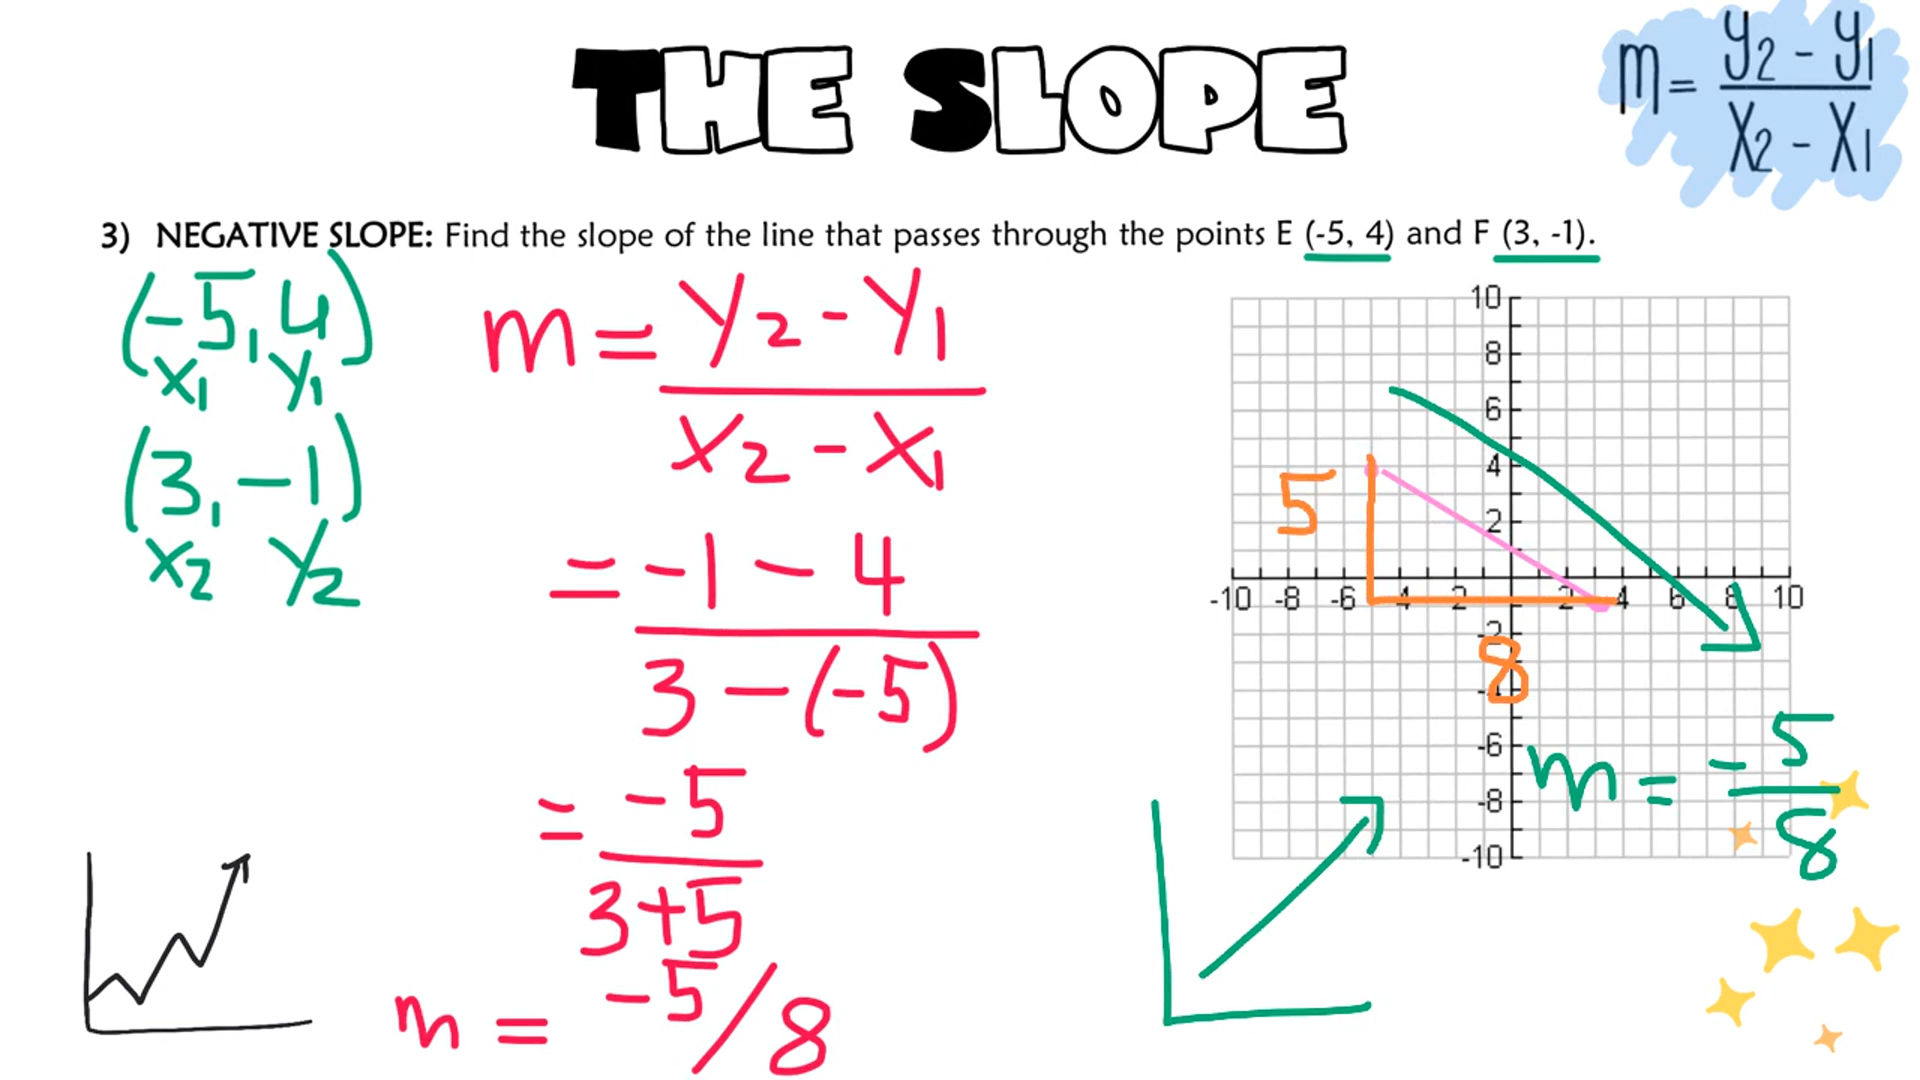 THE SLOPE
m = y2 - y1
x2 - x1
3) NEGATIVE SLOPE: Find the slope of the line that passes through the points E (-5, 4) and F (3, -1).
(-5, 4)
x1 y1
(3, -1)
x2 y2
m = y2 - y1
x2 - x1
= -1 - 4
3 - (-5)
= -5
3+5
m = -5/8
10
8
6
4
2
-10 -8 -6 -4 -2 2 4 6 8 10
-2
-4
-6
-8
-10
5
8
m = -5
8